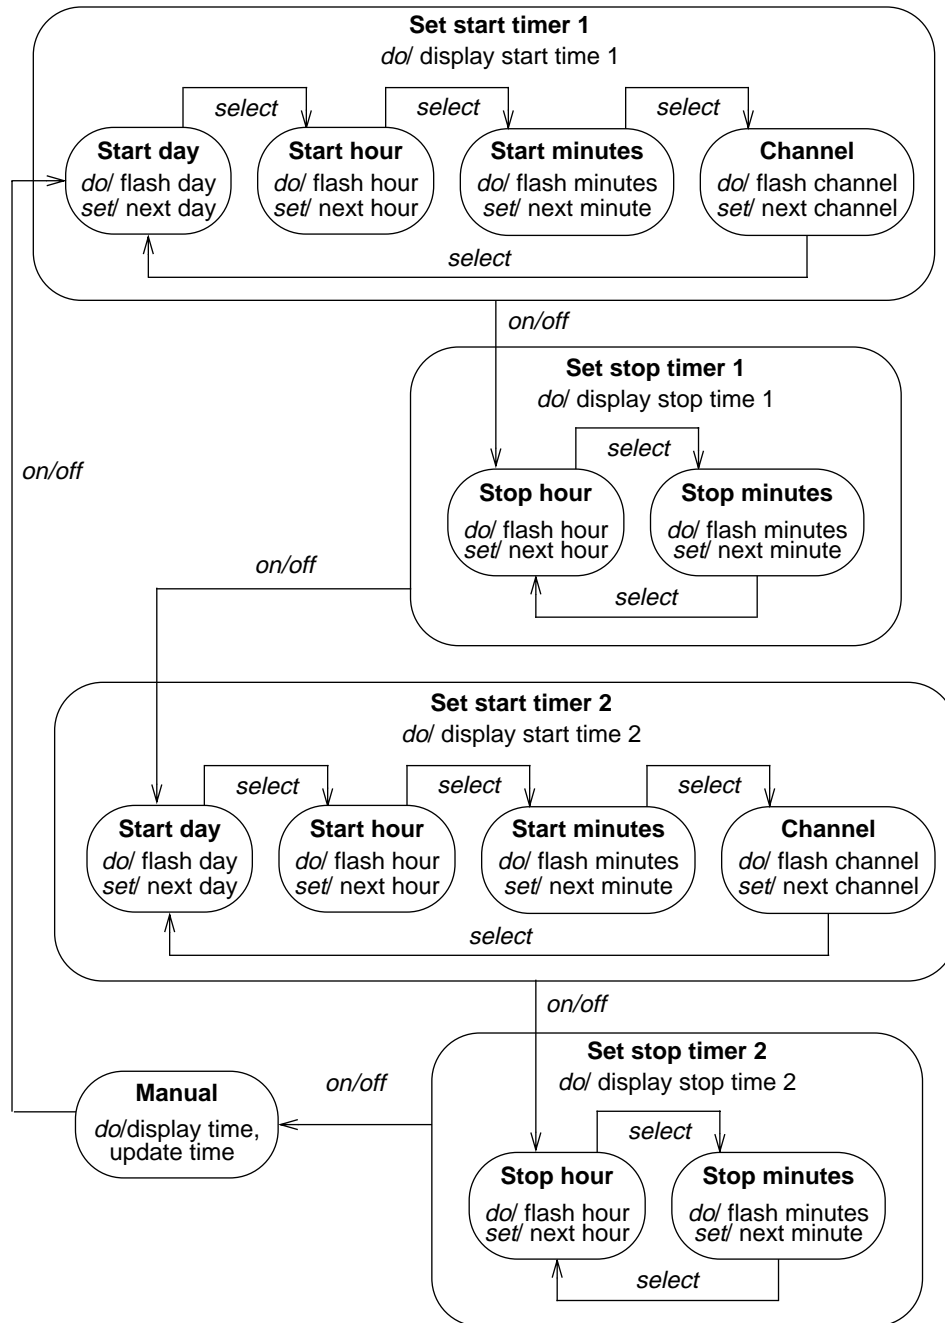 Set start timer 1
do/ display start time 1
select
select
select
Start day
do/ flash day
set/ next day
Start hour
do/ flash hour
set/ next hour
Start minutes
do/ flash minutes
set/ next minute
Channel
do/ flash channel
set/ next channel
select
on/off
Set stop timer 1
do/ display stop time 1
select
on/off
Stop hour
do/ flash hour
set/ next hour
Stop minutes
do/ flash minutes
set/ next minute
on/off
select
Set start timer 2
do/ display start time 2
select
select
select
Start day
do/ flash day
set/ next day
Start hour
do/ flash hour
set/ next hour
Start minutes
do/ flash minutes
set/ next minute
Channel
do/ flash channel
set/ next channel
select
on/off
Set stop timer 2
do/ display stop time 2
on/off
Manual
do/display time,
update time
select
Stop hour
do/ flash hour
set/ next hour
Stop minutes
do/ flash minutes
set/ next minute
select